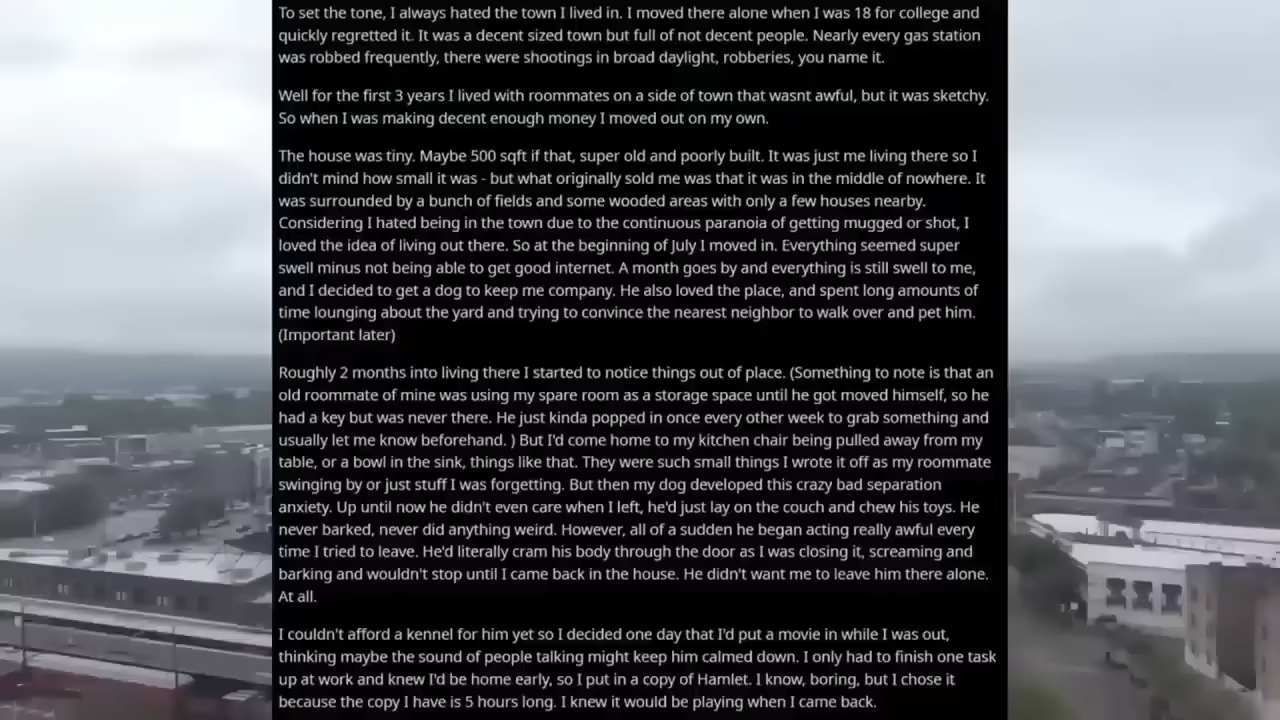 To set the tone, I always hated the town I lived in. I moved there alone when I was 18 for college and
quickly regretted it. It was a decent sized town but full of not decent people. Nearly every gas station
was robbed frequently, there were shootings in broad daylight, robberies, you name it.
Well for the first 3 years I lived with roommates on a side of town that wasnt awful, but it was sketchy.
So when I was making decent enough money I moved out on my own.
The house was tiny. Maybe 500 sqft if that, super old and poorly built. It was just me living there so I
didn't mind how small it was - but what originally sold me was that it was in the middle of nowhere. It
was surrounded by a bunch of fields and some wooded areas with only a few houses nearby.
Considering I hated being in the town due to the continuous paranoia of getting mugged or shot, I
loved the idea of living out there. So at the beginning of July I moved in. Everything seemed super
swell minus not being able to get good internet. A month goes by and everything is still swell to me,
and I decided to get a dog to keep me company. He also loved the place, and spent long amounts of
time lounging about the yard and trying to convince the nearest neighbor to walk over and pet him.
(Important later)
Roughly 2 months into living there I started to notice things out of place. (Something to note is that an
old roommate of mine was using my spare room as a storage space until he got moved himself, so he
had a key but was never there. He just kinda popped in once every other week to grab something and
usually let me know beforehand. ) But I'd come home to my kitchen chair being pulled away from my
table, or a bowl in the sink, things like that. They were such small things I wrote it off as my roommate
swinging by or just stuff I was forgetting. But then my dog developed this crazy bad separation
anxiety. Up until now he didn't even care when I left, he'd just lay on the couch and chew his toys. He
never barked, never did anything weird. However, all of a sudden he began acting really awful every
time I tried to leave. He'd literally cram his body through the door as I was closing it, screaming and
barking and wouldn't stop until I came back in the house. He didn't want me to leave him there alone.
At all.
I couldn't afford a kennel for him yet so I decided one day that I'd put a movie in while I was out,
thinking maybe the sound of people talking might keep him calmed down. I only had to finish one task
up at work and knew I'd be home early, so I put in a copy of Hamlet. I know, boring, but I chose it
because the copy I have is 5 hours long. I knew it would be playing when I came back.